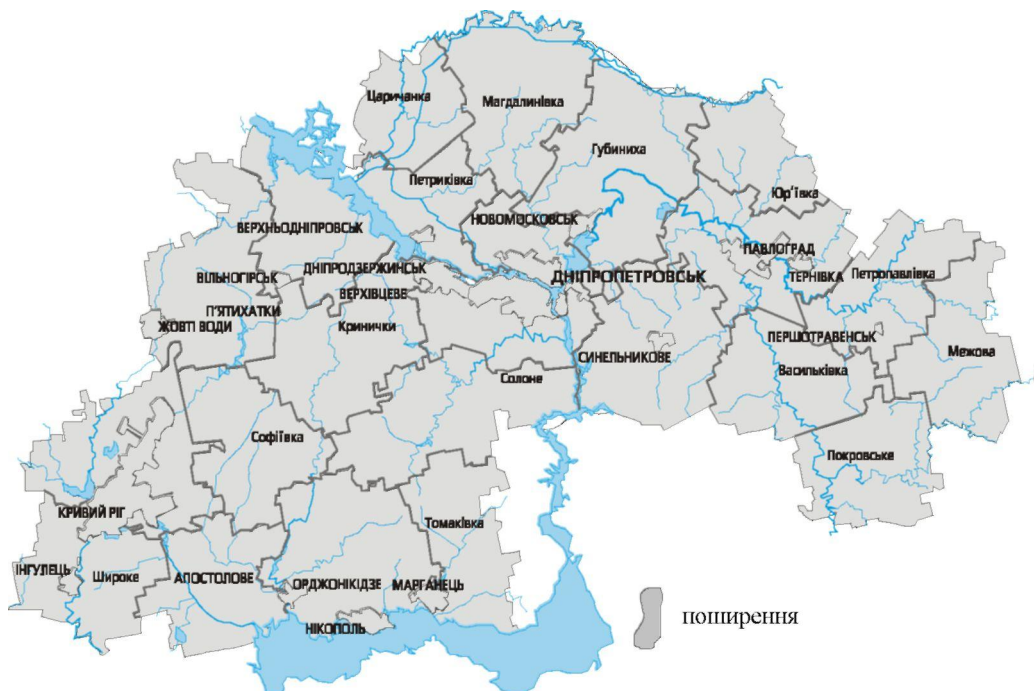 Царичанка
Магдалинівка
Губиниха
Петриківка
Юр'ївка
НОВОМОСКОВСЬК
ВЕРХНЬОДНІПРОВСЬК
ПАВЛОГРАД
ДНІПРОДЗЕРЖИНСЬК
ДНІПРОПЕТРОВСЬК
ТЕРНІВКА
Петропавлівка
ВІЛЬНОГІРСЬК
ВЕРХІВЦЕВЕ
П'ЯТИХАТКИ
ЖОВТІ ВОДИ
Кринички
ПЕРШОТРАВЕНСЬК
Межова
СИНЕЛЬНИКОВЕ
Васильківка
Солоне
Софіївка
Покровське
КРИВИЙ РІГ
Томаківка
ІНГУЛЕЦЬ
Широке
АПОСТОЛОВЕ
ОРДЖОНІКІДЗЕ
МАРГАНЕЦЬ
НІКОПОЛЬ
поширення